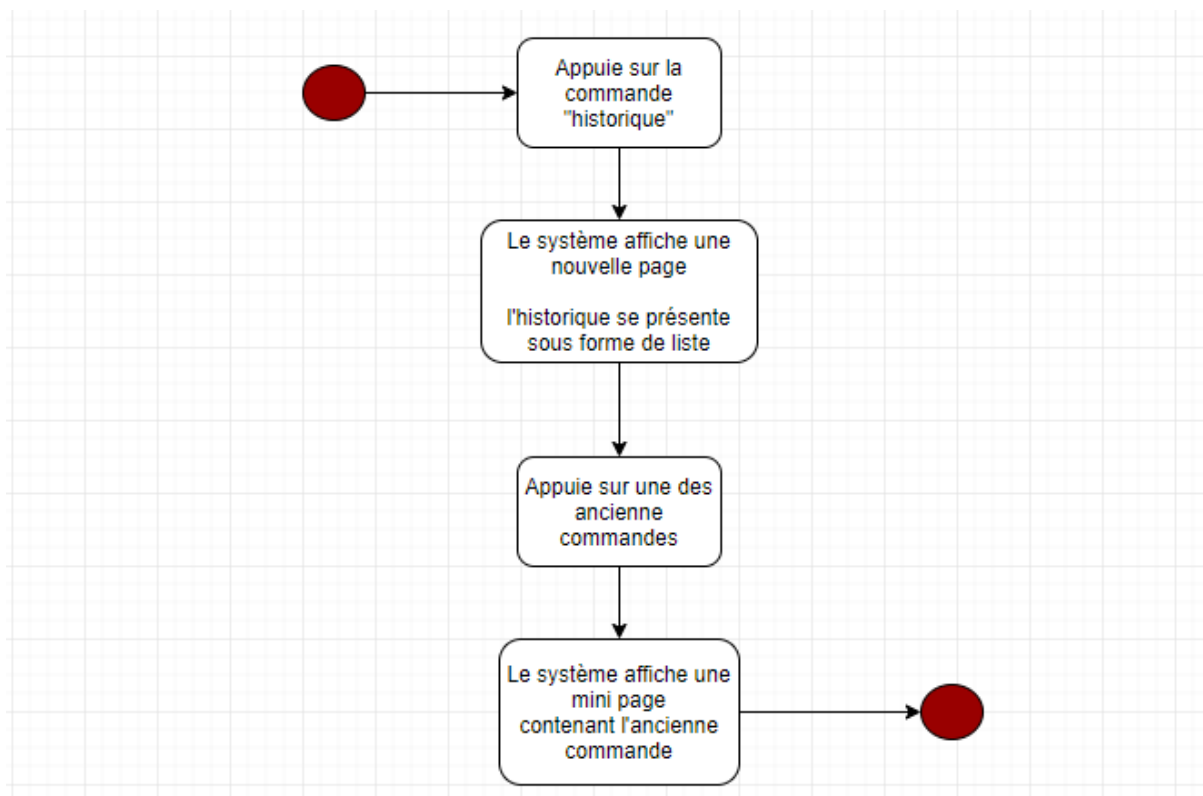 Appuie sur la
commande
"historique"
Le système affiche une
nouvelle page
l'historique se présente
sous forme de liste
Appuie sur une des
ancienne
commandes
Le système affiche une
mini page
contenant l'ancienne
commande